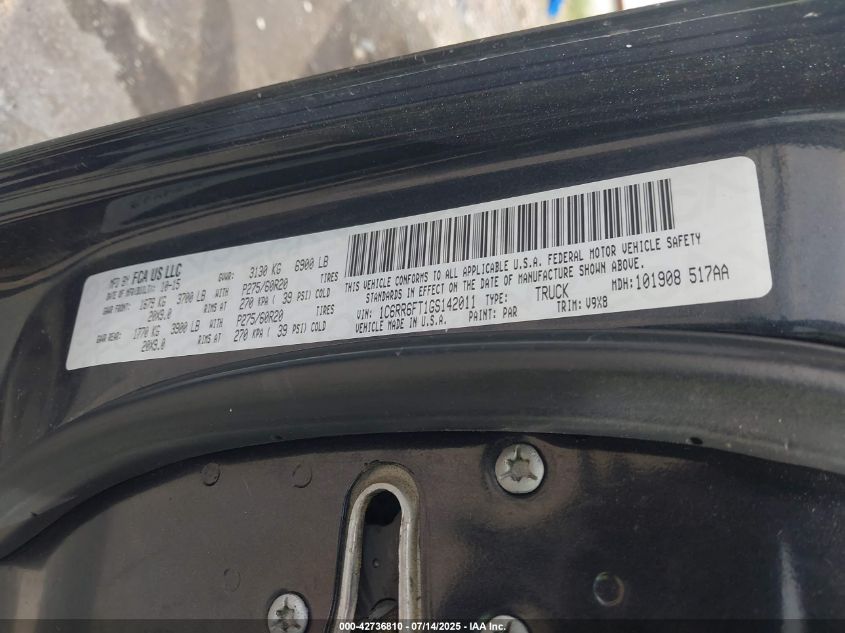 MFD BY: FCA US LLC
DATE OF MFR: 10-15 GVWR: 3130 KG 6900 LB
GAWR FRONT: 1679 KG 3700 LB WITH P275/60R20 TIRES
20X9.0 RIMS AT 270 KPA ( 39 PSI) COLD
GAWR REAR: 1770 KG 3900 LB WITH P275/60R20 TIRES
20X9.0 RIMS AT 270 KPA ( 39 PSI) COLD
THIS VEHICLE CONFORMS TO ALL APPLICABLE U.S.A. FEDERAL MOTOR VEHICLE SAFETY
STANDARDS IN EFFECT ON THE DATE OF MANUFACTURE SHOWN ABOVE.
VIN: 1C6RR6FT1GS142011 TYPE: TRUCK MDH: 101908 517AA
VEHICLE MADE IN U.S.A. PAINT: PAR TRIM: V9X8
000-42736810 - 07/14/2025 - © IAA, Inc.